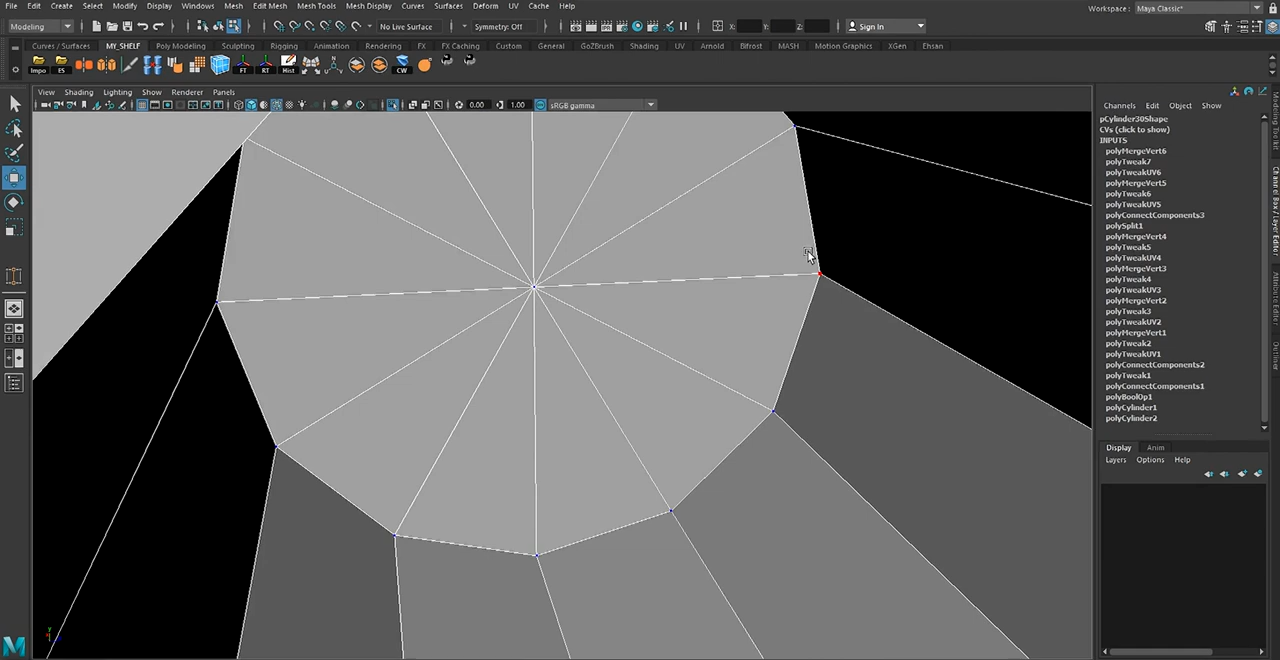 File Edit Create Select Modify Display Windows Mesh Edit Mesh Mesh Tools Mesh Display Curves Surfaces Deform UV Cache Help
Workspace : Maya Classic*
Modeling No Live Surface Symmetry: Off X: Y: Z: Sign In
Curves / Surfaces MY_SHELF Poly Modeling Sculpting Rigging Animation Rendering FX FX Caching Custom General GoZBrush Shading UV Arnold Bifrost MASH Motion Graphics XGen Ehsan
Impo ES FT RT Hist CW
View Shading Lighting Show Renderer Panels
0.00 1.00 sRGB gamma
Channels Edit Object Show
pCylinder30Shape
CVs (click to show)
INPUTS
polyMergeVert6
polyTweak7
polyTweakUV6
polyMergeVert5
polyTweak6
polyTweakUV5
polyConnectComponents3
polySplit1
polyMergeVert4
polyTweak5
polyTweakUV4
polyMergeVert3
polyTweak4
polyTweakUV3
polyMergeVert2
polyTweak3
polyTweakUV2
polyMergeVert1
polyTweak2
polyTweakUV1
polyConnectComponents2
polyTweak1
polyConnectComponents1
polyBoolOp1
polyCylinder1
polyCylinder2
Display Anim
Layers Options Help
Modeling Toolkit
Channel Box / Layer Editor
Attribute Editor
Outliner
y
M